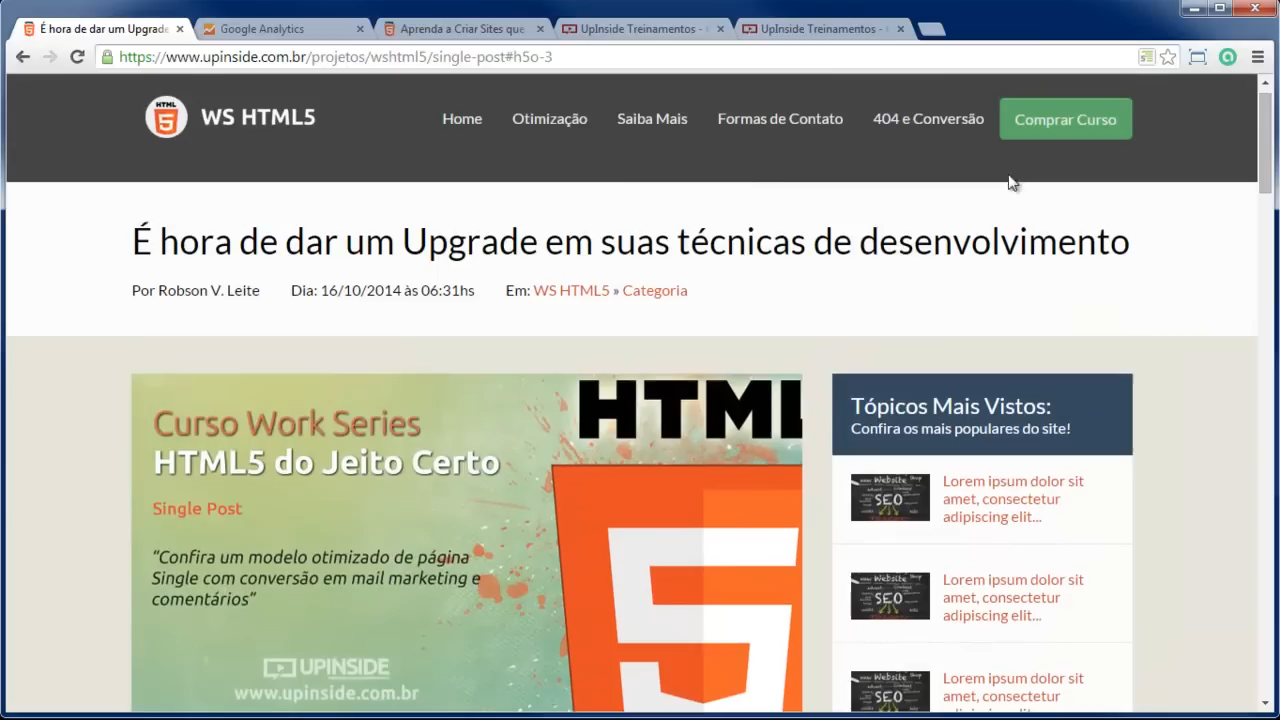 É hora de dar um Upgrade
Google Analytics
Aprenda a Criar Sites que
UpInside Treinamentos -
UpInside Treinamentos -
https://www.upinside.com.br/projetos/wshtml5/single-post#h5o-3
HTML
5
WS HTML5
Home
Otimização
Saiba Mais
Formas de Contato
404 e Conversão
Comprar Curso
É hora de dar um Upgrade em suas técnicas de desenvolvimento
Por Robson V. Leite
Dia: 16/10/2014 às 06:31hs
Em: WS HTML5 » Categoria
Curso Work Series
HTML5 do Jeito Certo
Single Post
“Confira um modelo otimizado de página
Single com conversão em mail marketing e
comentários”
UPINSIDE
www.upinside.com.br
HTML
5
Tópicos Mais Vistos:
Confira os mais populares do site!
Website
SEO
Lorem ipsum dolor sit
amet, consectetur
adipiscing elit...
Website
SEO
Lorem ipsum dolor sit
amet, consectetur
adipiscing elit...
Website
SEO
Lorem ipsum dolor sit
amet, consectetur
adipiscing elit...